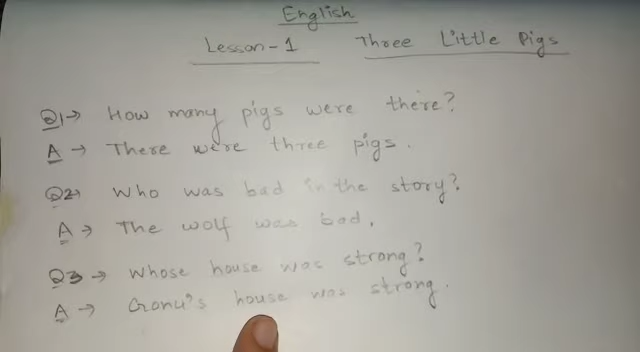 English
Lesson-1 Three Little Pigs
Q1→ How many pigs were there?
A → There were three pigs.
Q2→ Who was bad in the story?
A → The wolf was bad.
Q3→ Whose house was strong?
A → Gronu's house was strong.